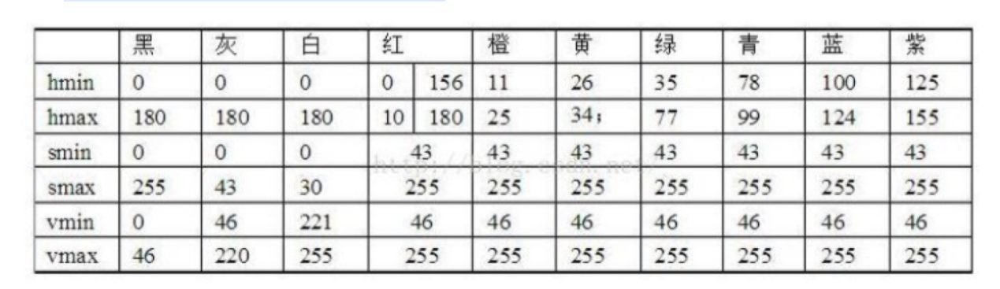 黑 灰 白 红 橙 黄 绿 青 蓝 紫
hmin 0 0 0 0 156 11 26 35 78 100 125
hmax 180 180 180 10 180 25 34; 77 99 124 155
smin 0 0 0 43 43 43 43 43 43 43
http://blog.csdn.net/
smax 255 43 30 255 255 255 255 255 255 255
vmin 0 46 221 46 46 46 46 46 46 46
vmax 46 220 255 255 255 255 255 255 255 255